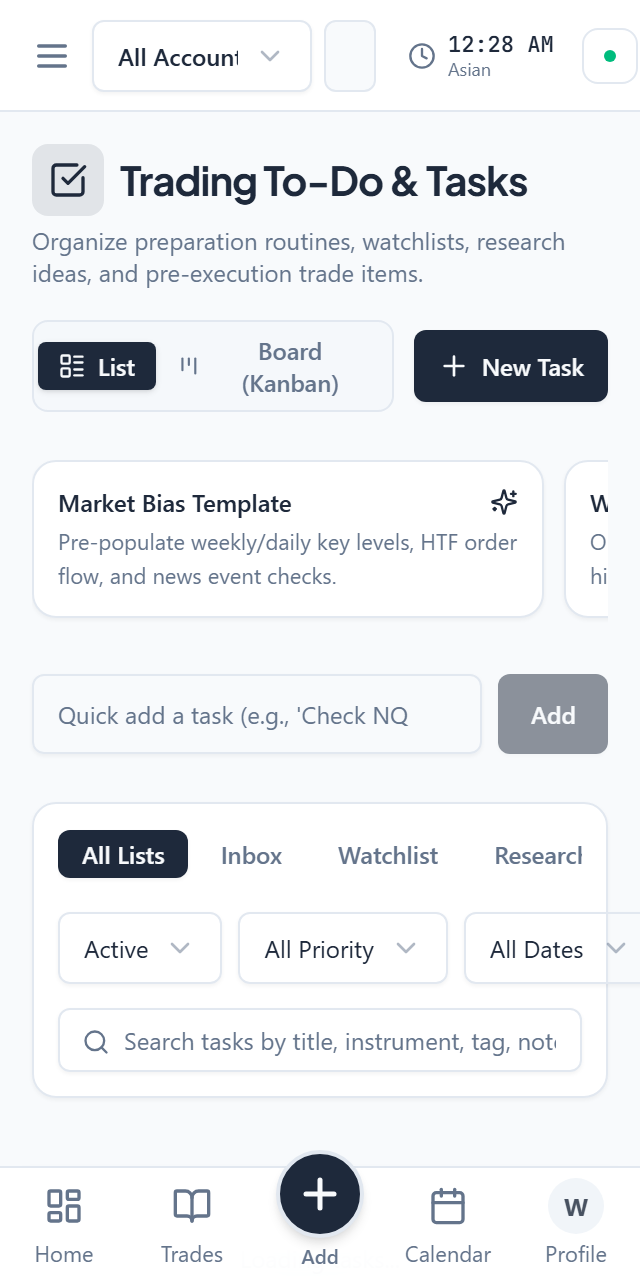 All Account
12:28 AM
Asian
Trading To-Do & Tasks
Organize preparation routines, watchlists, research
ideas, and pre-execution trade items.
List
Board
(Kanban)
New Task
Market Bias Template
Pre-populate weekly/daily key levels, HTF order
flow, and news event checks.
W
O
hi
Quick add a task (e.g., 'Check NQ
Add
All Lists Inbox Watchlist Research
Active All Priority All Dates
Search tasks by title, instrument, tag, note
Home Trades Add Calendar W Profile